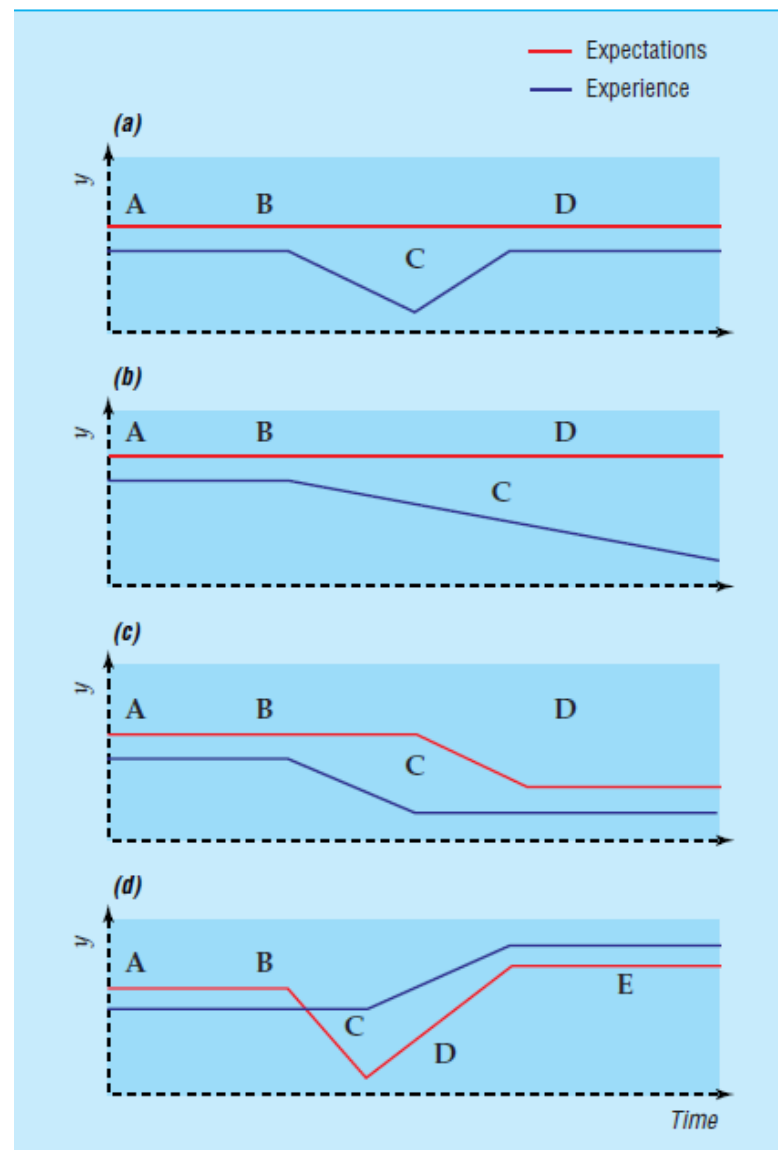 Expectations
Experience
(a)
y
A B D
C
(b)
y
A B D
C
(c)
y
A B D
C
(d)
y
A B
E
C
D
Time